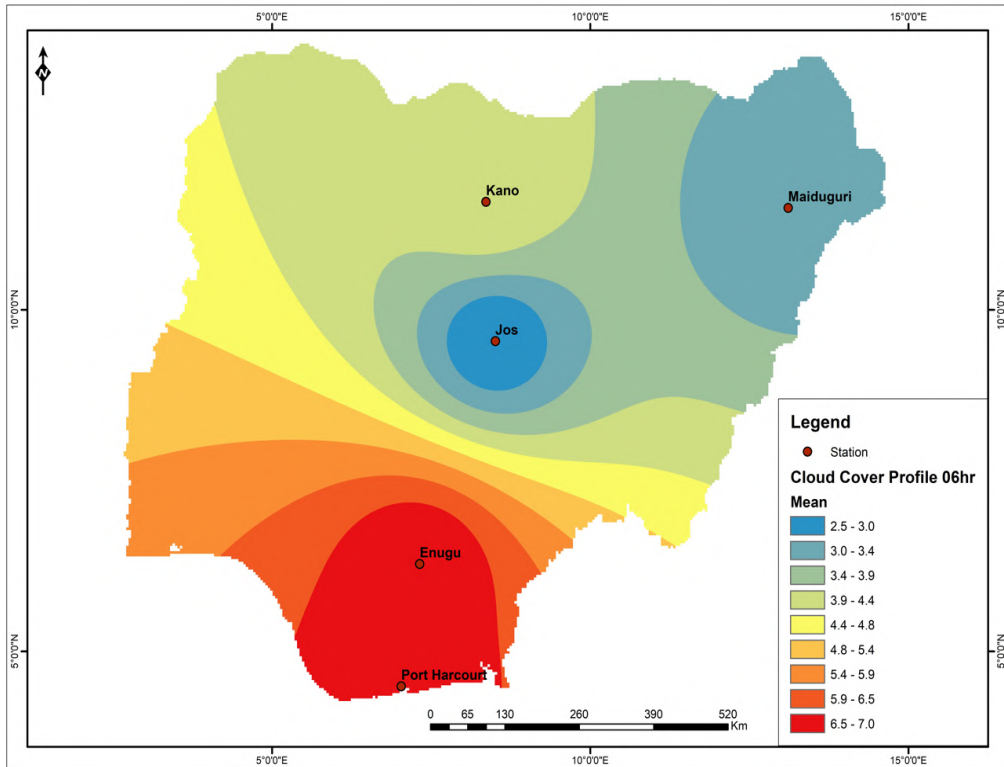 5°0'0"E 10°0'0"E 15°0'0"E
N
Kano
Maiduguri
10°0'0"N 10°0'0"N
Jos
Legend
Station
Cloud Cover Profile 06hr
Mean
2.5 - 3.0
3.0 - 3.4
3.4 - 3.9
3.9 - 4.4
4.4 - 4.8
4.8 - 5.4
5.4 - 5.9
5.9 - 6.5
6.5 - 7.0
Enugu
5°0'0"N 5°0'0"N
Port Harcourt
0 65 130 260 390 520
Km
5°0'0"E 10°0'0"E 15°0'0"E